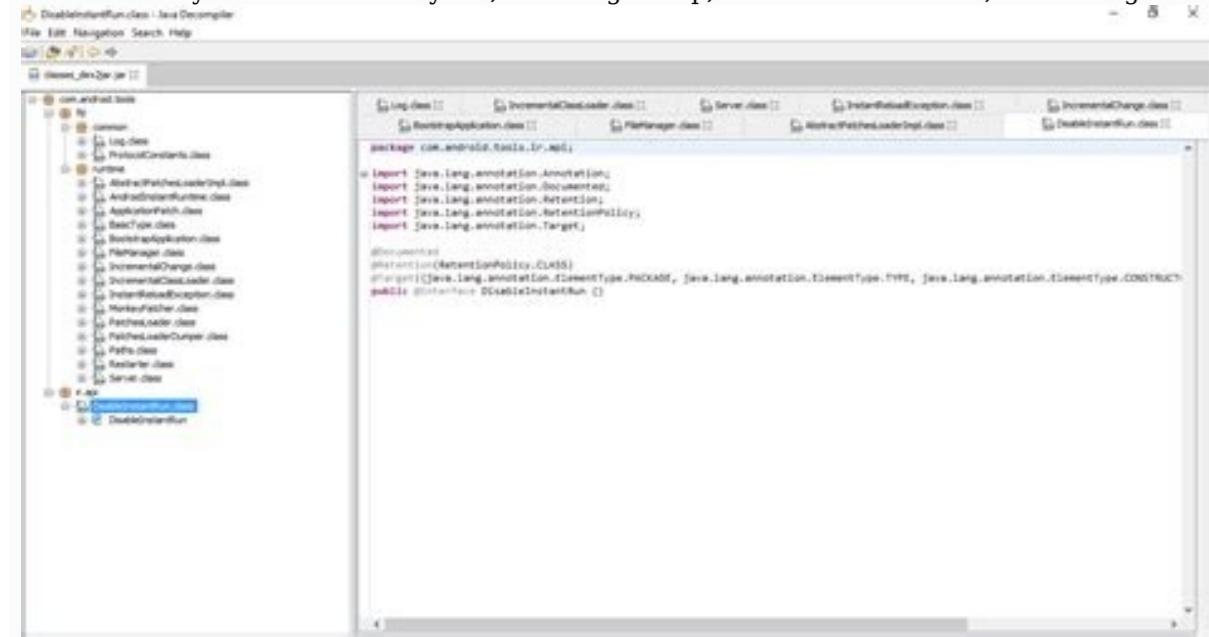 DisableInstantRun.class - Java Decompiler
File Edit Navigation Search Help
classes_dex2jar.jar
com.android.tools
fd
common
Log.class
ProtocolConstants.class
runtime
AbstractPatchesLoaderImpl.class
AndroidInstantRuntime.class
ApplicationPatch.class
BasicType.class
BootstrapApplication.class
FileManager.class
IncrementalChange.class
IncrementalClassLoader.class
InstantReloadException.class
MonkeyPatcher.class
PatchesLoader.class
PatchesLoaderDumper.class
Paths.class
Restarter.class
Server.class
ir.api
DisableInstantRun.class
DisableInstantRun
Log.class IncrementalClassLoader.class Server.class InstantReloadException.class IncrementalChange.class
BootstrapApplication.class FileManager.class AbstractPatchesLoaderImpl.class DisableInstantRun.class
package com.android.tools.ir.api;
import java.lang.annotation.Annotation;
import java.lang.annotation.Documented;
import java.lang.annotation.Retention;
import java.lang.annotation.RetentionPolicy;
import java.lang.annotation.Target;
@Documented
@Retention(RetentionPolicy.CLASS)
@Target({java.lang.annotation.ElementType.PACKAGE, java.lang.annotation.ElementType.TYPE, java.lang.annotation.ElementType.CONSTRUCT
public @interface DisableInstantRun {}